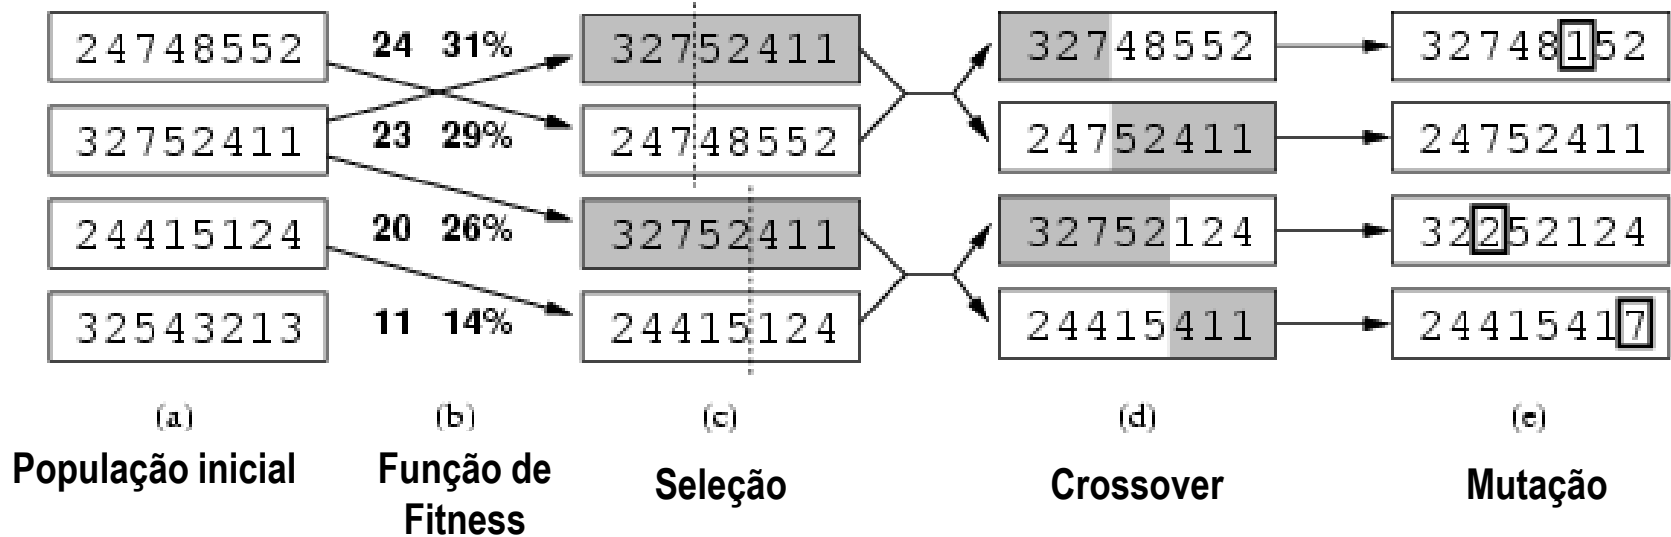 24748552 24 31% 32752411 32748552 32748152
32752411 23 29% 24748552 24752411 24752411
24415124 20 26% 32752411 32752124 32252124
32543213 11 14% 24415124 24415411 24415417
(a) (b) (c) (d) (e)
População inicial Função de Fitness Seleção Crossover Mutação